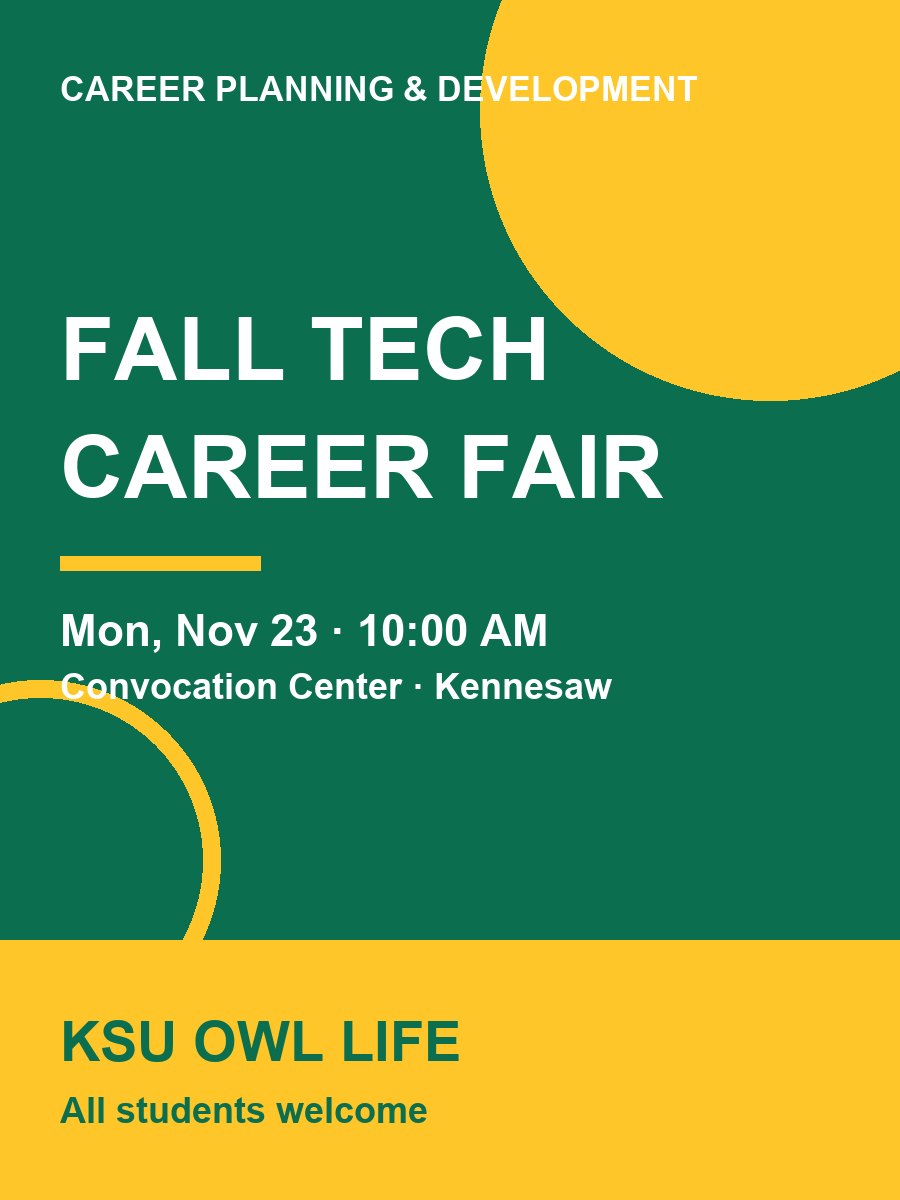 CAREER PLANNING & DEVELOPMENT
FALL TECH
CAREER FAIR
Mon, Nov 23 · 10:00 AM
Convocation Center · Kennesaw
KSU OWL LIFE
All students welcome